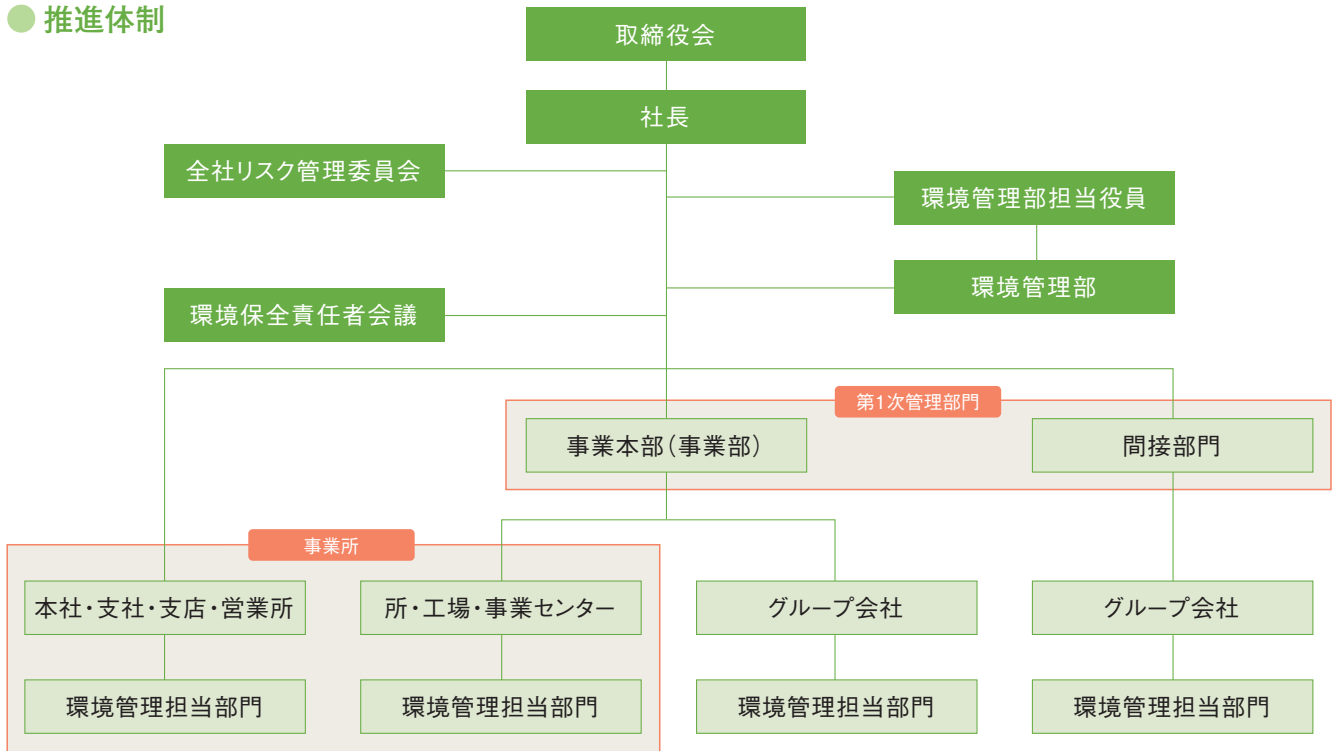 推進体制
取締役会
社長
全社リスク管理委員会
環境管理部担当役員
環境管理部
環境保全責任者会議
第1次管理部門
事業本部（事業部）
間接部門
事業所
本社・支社・支店・営業所
所・工場・事業センター
グループ会社
グループ会社
環境管理担当部門
環境管理担当部門
環境管理担当部門
環境管理担当部門